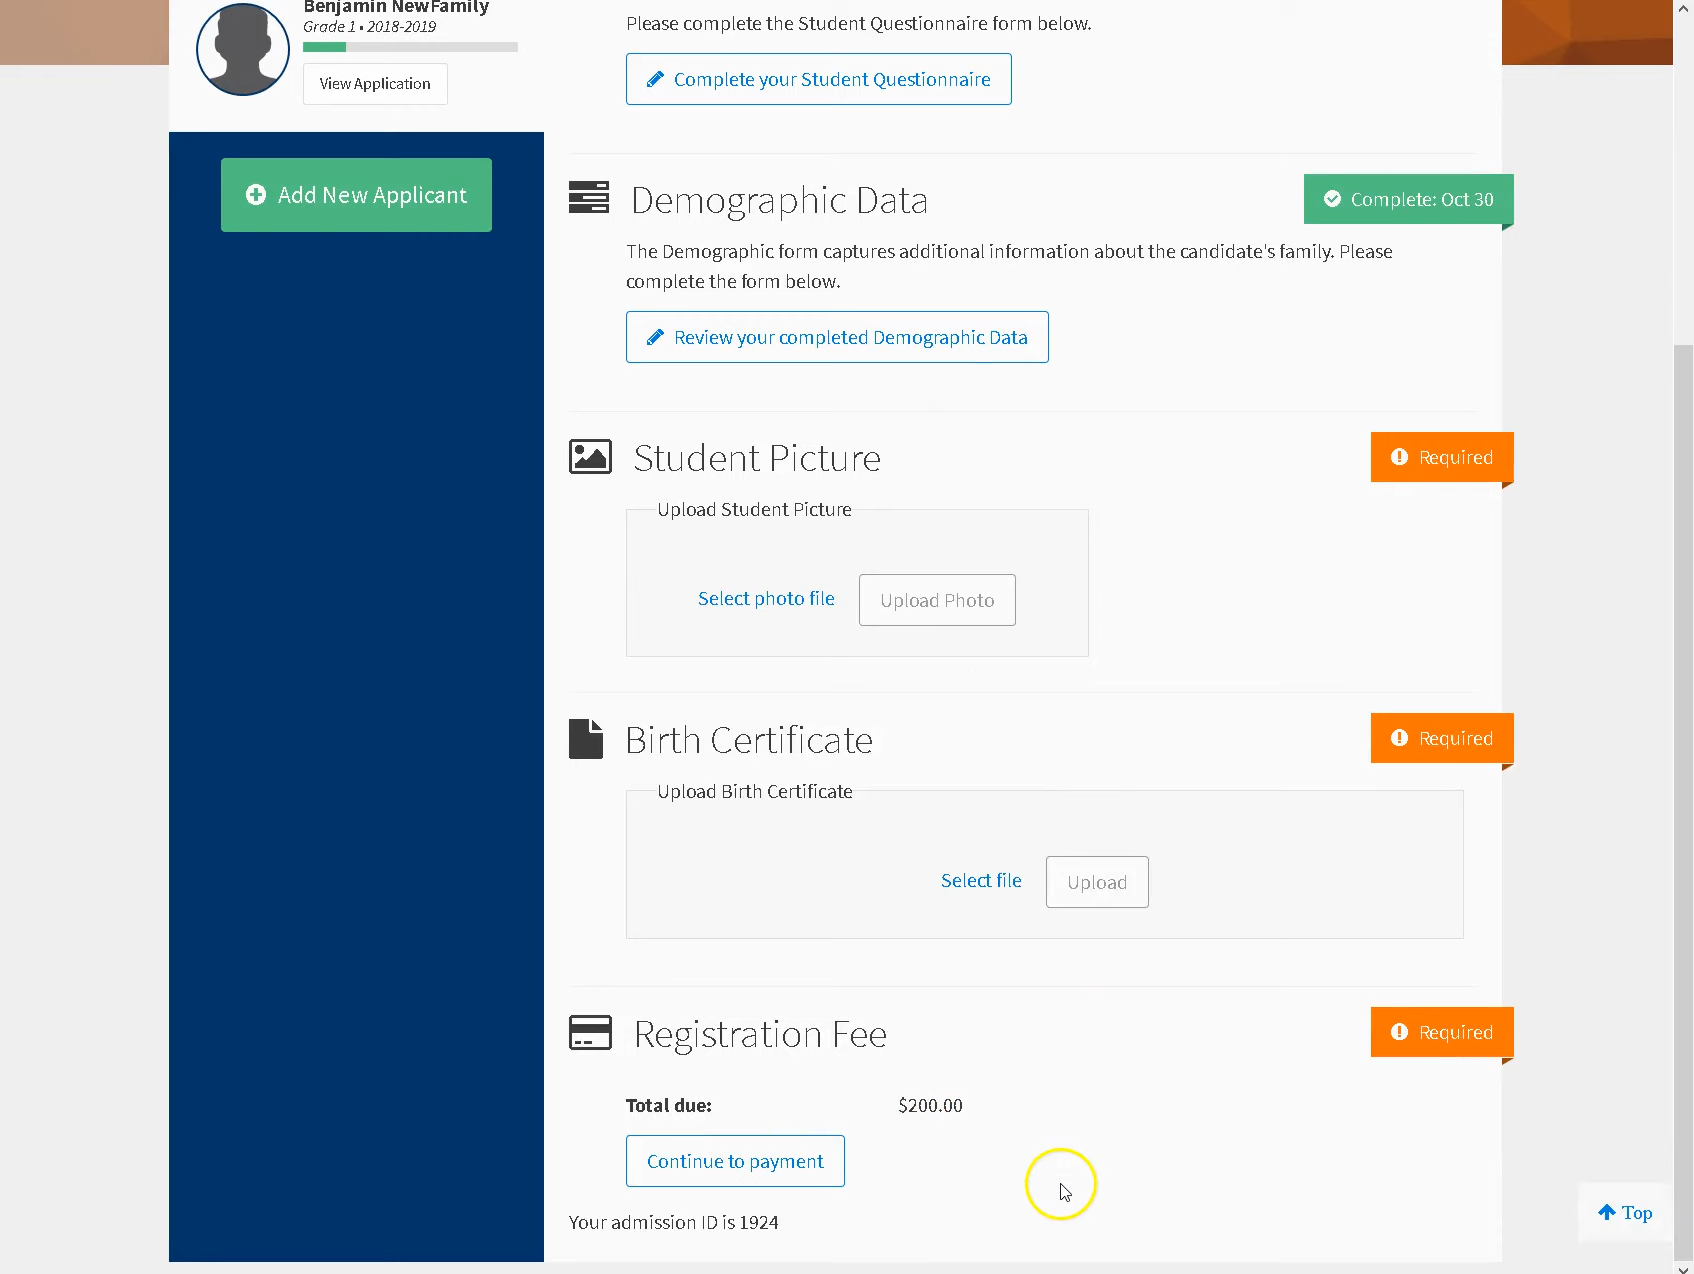 Benjamin NewFamily
Grade 1 • 2018-2019
View Application
Add New Applicant
Please complete the Student Questionnaire form below.
Complete your Student Questionnaire
Demographic Data
Complete: Oct 30
The Demographic form captures additional information about the candidate's family. Please
complete the form below.
Review your completed Demographic Data
Student Picture
Required
Upload Student Picture
Select photo file
Upload Photo
Birth Certificate
Required
Upload Birth Certificate
Select file
Upload
Registration Fee
Required
Total due: $200.00
Continue to payment
Your admission ID is 1924
Top